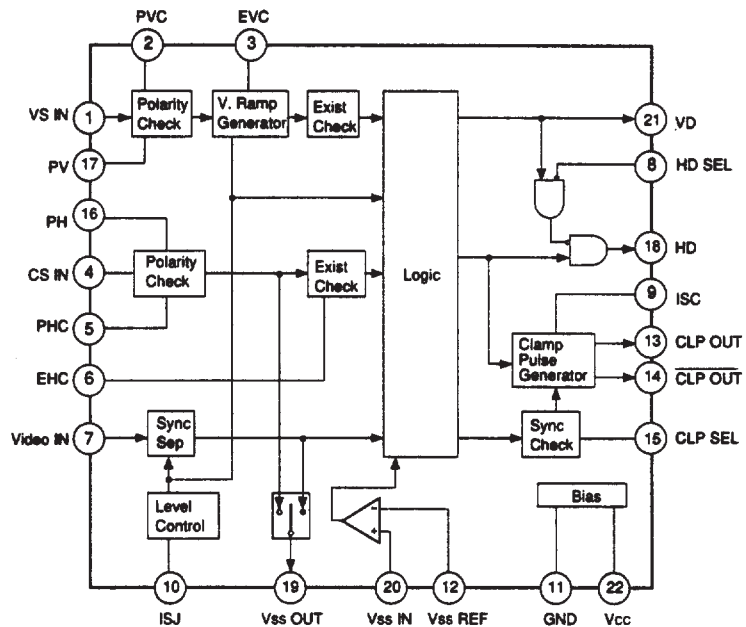 PVC EVC
2 3
VS IN 1 Polarity Check V. Ramp Generator Exist Check 21 VD
PV 17 8 HD SEL
PH 16
CS IN 4 Polarity Check Exist Check Logic 18 HD
9 ISC
PHC 5 Clamp Pulse Generator 13 CLP OUT
EHC 6 14 CLP OUT
Video IN 7 Sync Sep Sync Check 15 CLP SEL
Level Control - + Bias
10 19 20 12 11 22
ISJ Vss OUT Vss IN Vss REF GND Vcc